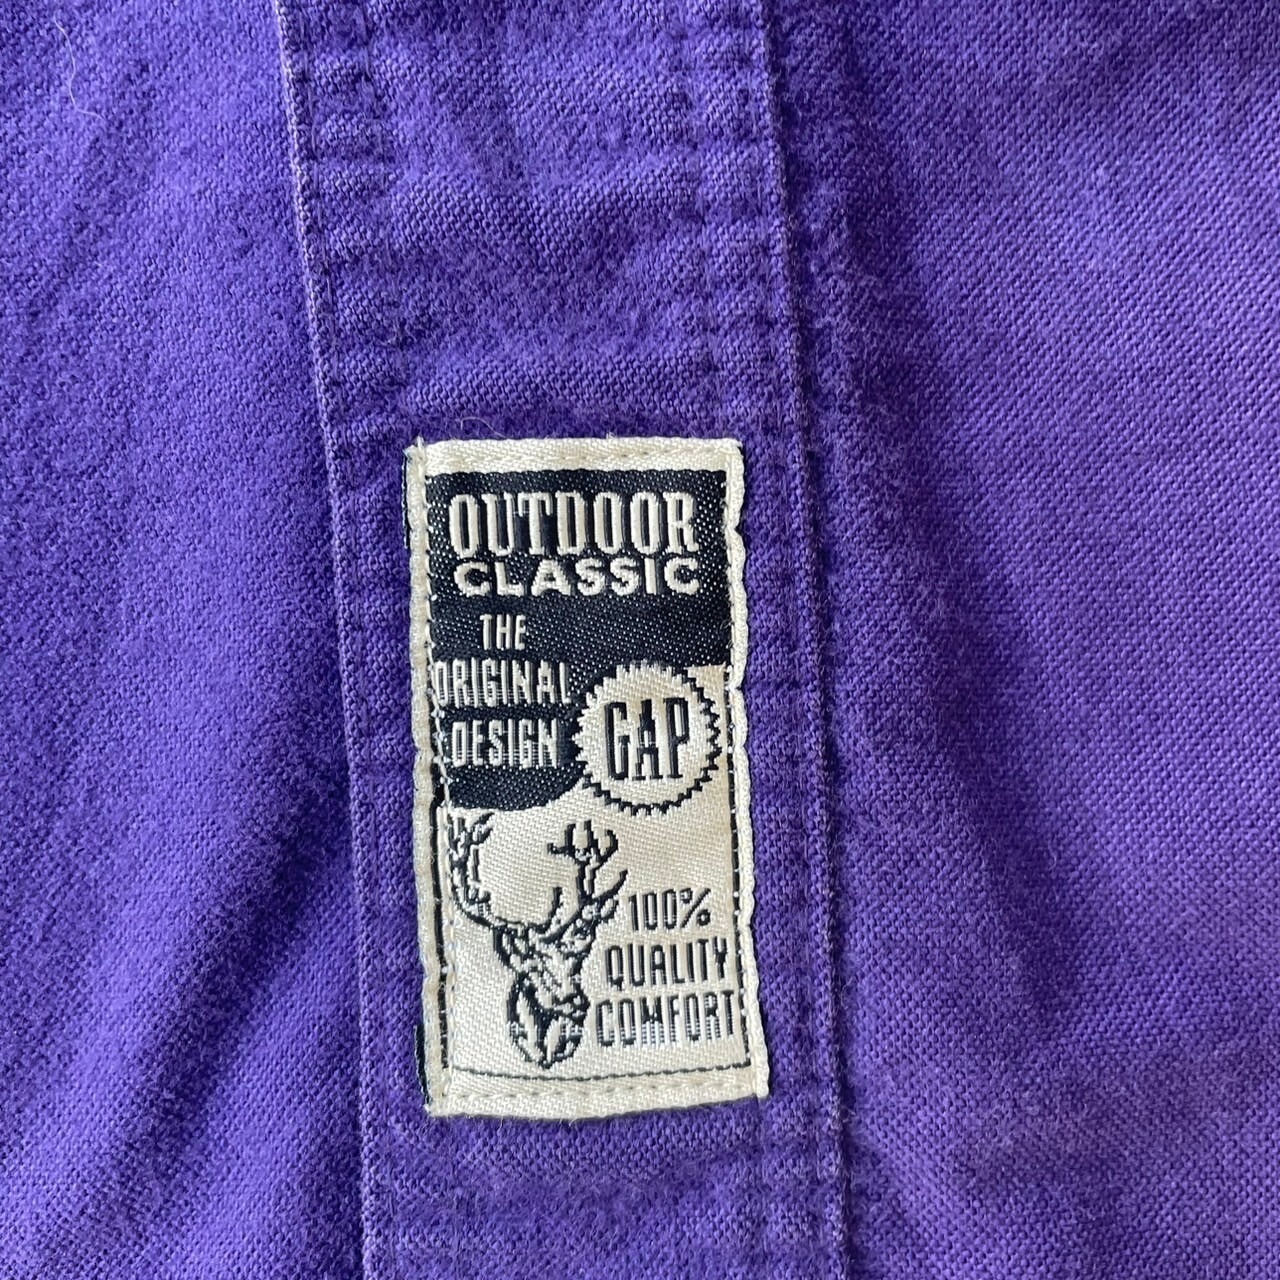 OUTDOOR
CLASSIC
THE
ORIGINAL
DESIGN
GAP
100%
QUALITY
COMFORT